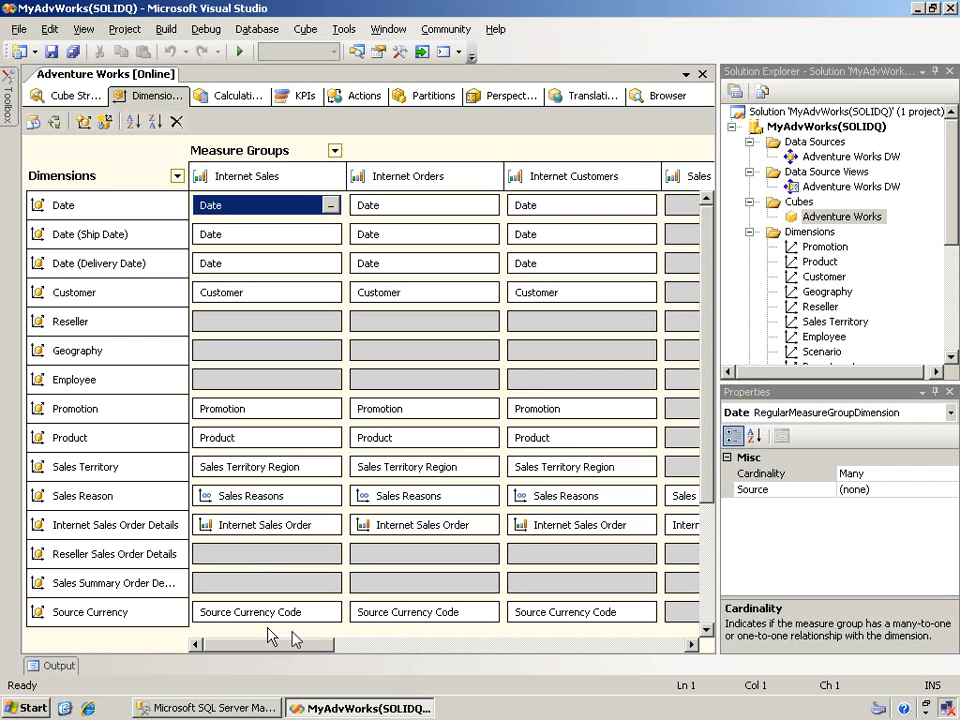 MyAdvWorks(SOLIDQ) - Microsoft Visual Studio
File Edit View Project Build Debug Database Cube Tools Window Community Help
Toolbox
Adventure Works [Online]
Cube Str... Dimensio... Calculati... KPIs Actions Partitions Perspect... Translati... Browser
Measure Groups
Dimensions Internet Sales Internet Orders Internet Customers Sales
Date Date ... Date Date
Date (Ship Date) Date Date Date
Date (Delivery Date) Date Date Date
Customer Customer Customer Customer
Reseller
Geography
Employee
Promotion Promotion Promotion Promotion
Product Product Product Product
Sales Territory Sales Territory Region Sales Territory Region Sales Territory Region
Sales Reason Sales Reasons Sales Reasons Sales Reasons Sales
Internet Sales Order Details Internet Sales Order Internet Sales Order Internet Sales Order Intern
Reseller Sales Order Details
Sales Summary Order De...
Source Currency Source Currency Code Source Currency Code Source Currency Code
Solution Explorer - Solution 'MyAdvW...
Solution 'MyAdvWorks(SOLIDQ)' (1 project)
MyAdvWorks(SOLIDQ)
Data Sources
Adventure Works DW
Data Source Views
Adventure Works DW
Cubes
Adventure Works
Dimensions
Promotion
Product
Customer
Geography
Reseller
Sales Territory
Employee
Scenario
Properties
Date RegularMeasureGroupDimension
Misc
Cardinality Many
Source (none)
Cardinality
Indicates if the measure group has a many-to-one or one-to-one relationship with the dimension.
Output
Ready Ln 1 Col 1 Ch 1 INS
Start Microsoft SQL Server Ma... MyAdvWorks(SOLIDQ...